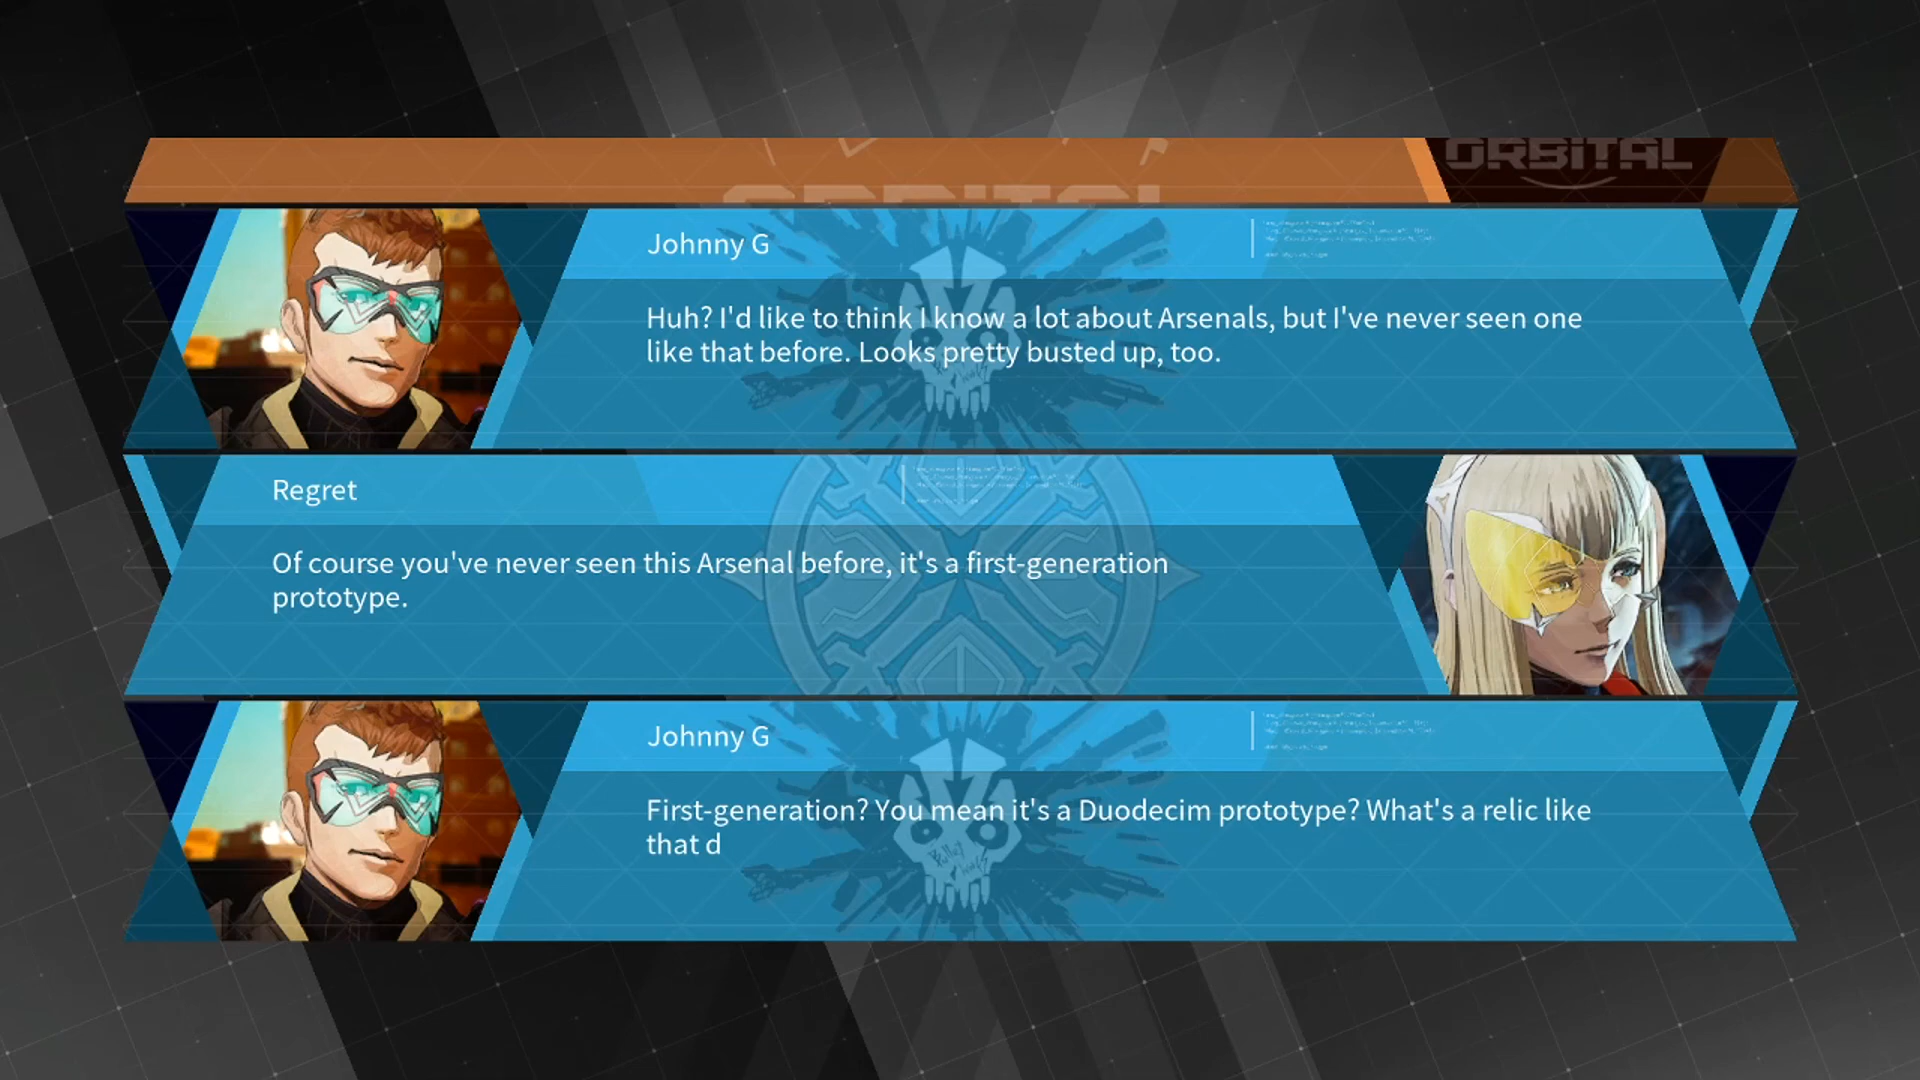 ORBITAL
ORBITAL
Johnny G
Huh? I'd like to think I know a lot about Arsenals, but I've never seen one
like that before. Looks pretty busted up, too.
Regret
Of course you've never seen this Arsenal before, it's a first-generation
prototype.
Johnny G
First-generation? You mean it's a Duodecim prototype? What's a relic like
that d